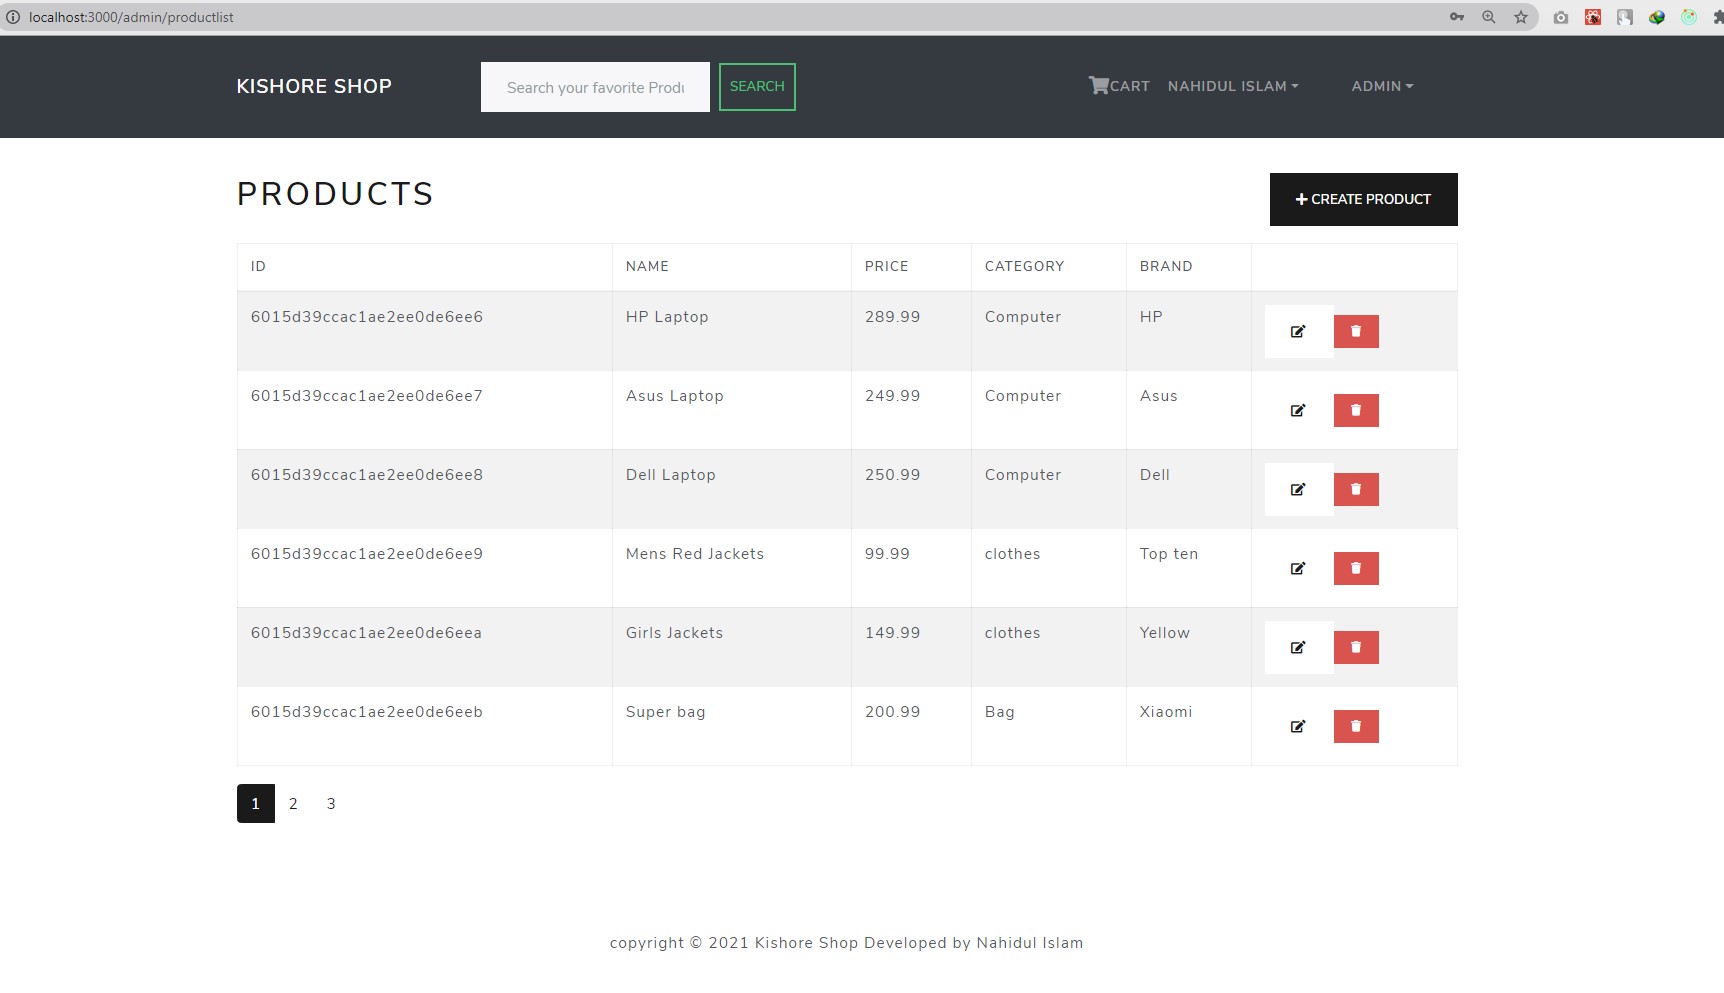 localhost:3000/admin/productlist
KISHORE SHOP Search your favorite Produ SEARCH CART NAHIDUL ISLAM ADMIN
PRODUCTS CREATE PRODUCT
ID NAME PRICE CATEGORY BRAND
6015d39ccac1ae2ee0de6ee6 HP Laptop 289.99 Computer HP
6015d39ccac1ae2ee0de6ee7 Asus Laptop 249.99 Computer Asus
6015d39ccac1ae2ee0de6ee8 Dell Laptop 250.99 Computer Dell
6015d39ccac1ae2ee0de6ee9 Mens Red Jackets 99.99 clothes Top ten
6015d39ccac1ae2ee0de6eea Girls Jackets 149.99 clothes Yellow
6015d39ccac1ae2ee0de6eeb Super bag 200.99 Bag Xiaomi
1 2 3
copyright © 2021 Kishore Shop Developed by Nahidul Islam